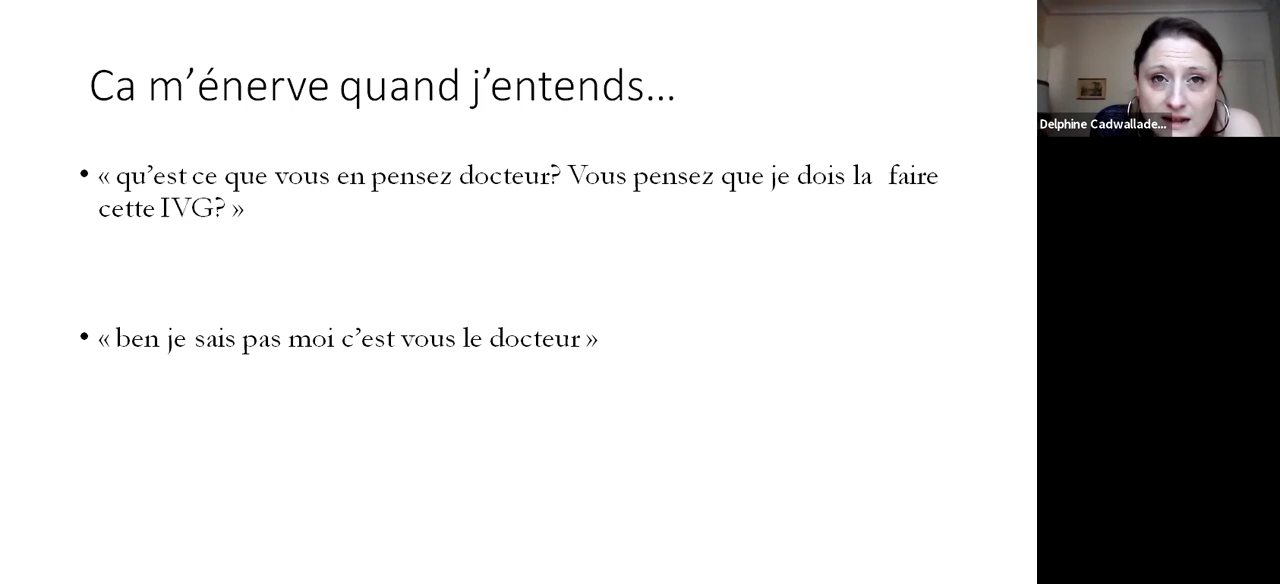 Ca m’énerve quand j’entends…
• « qu’est ce que vous en pensez docteur? Vous pensez que je dois la  faire
cette IVG? »
• « ben je sais pas moi c’est vous le docteur »
Delphine Cadwallade...